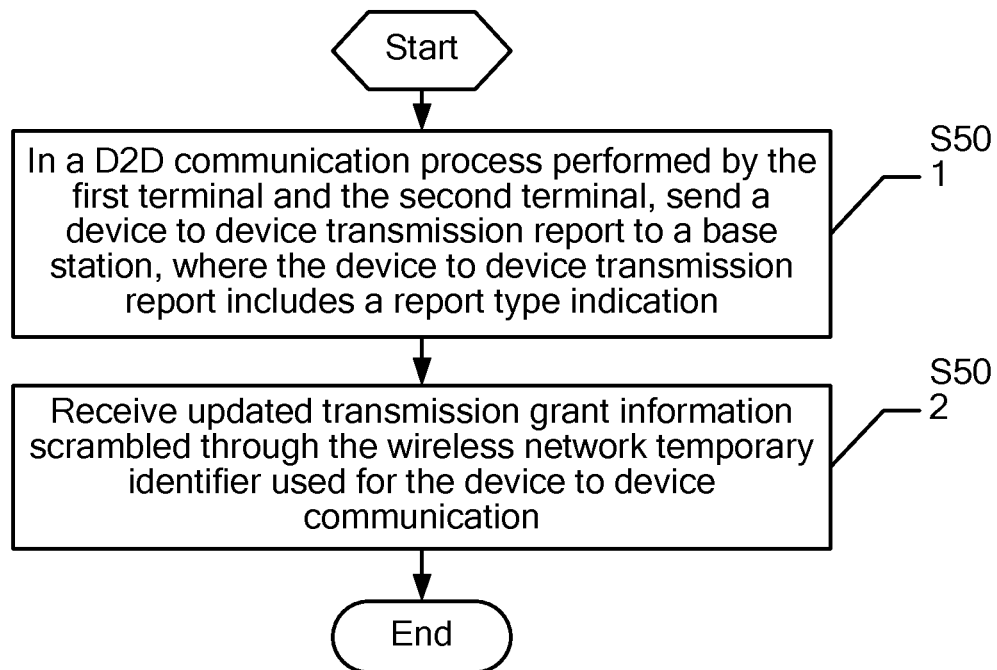 Start
In a D2D communication process performed by the
first terminal and the second terminal, send a
device to device transmission report to a base
station, where the device to device transmission
report includes a report type indication
S50
1
Receive updated transmission grant information
scrambled through the wireless network temporary
identifier used for the device to device
communication
S50
2
End